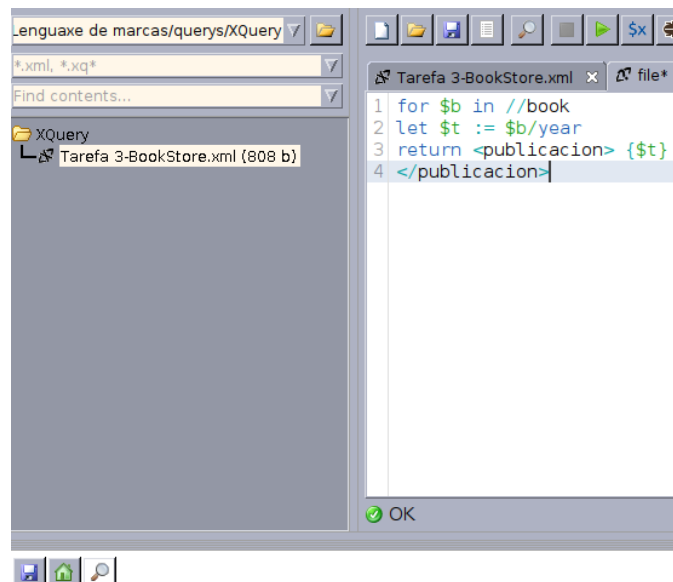 Lenguaxe de marcas/querys/XQuery
*.xml, *.xq*
Find contents...
XQuery
Tarefa 3-BookStore.xml (808 b)
$x
Tarefa 3-BookStore.xml
file*
1 for $b in //book
2 let $t := $b/year
3 return <publicacion> {$t}
4 </publicacion>
OK